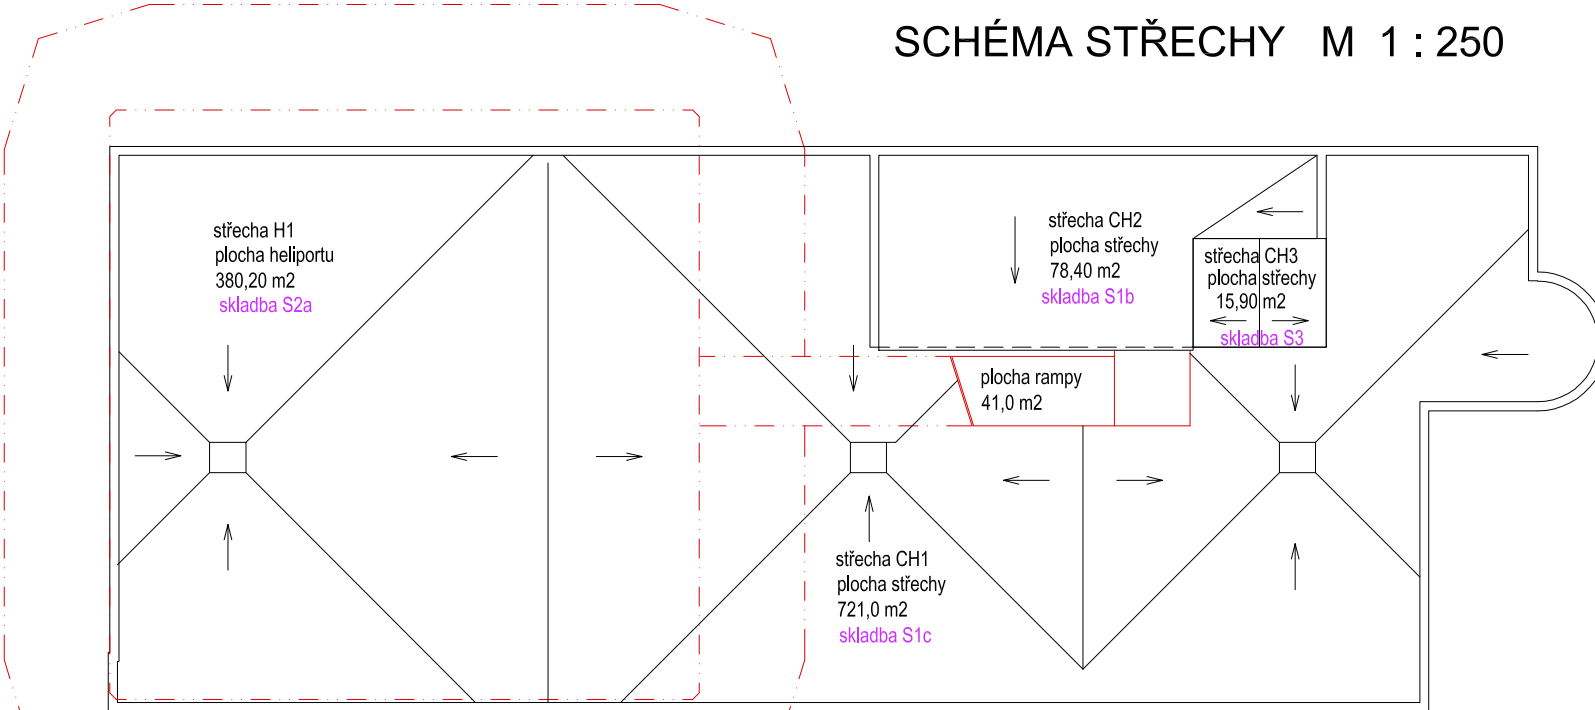 SCHÉMA STŘECHY M 1 : 250
střecha H1
plocha heliportu
380,20 m2
skladba S2a
střecha CH2
plocha střechy
78,40 m2
skladba S1b
střecha CH3
plocha střechy
15,90 m2
skladba S3
plocha rampy
41,0 m2
střecha CH1
plocha střechy
721,0 m2
skladba S1c